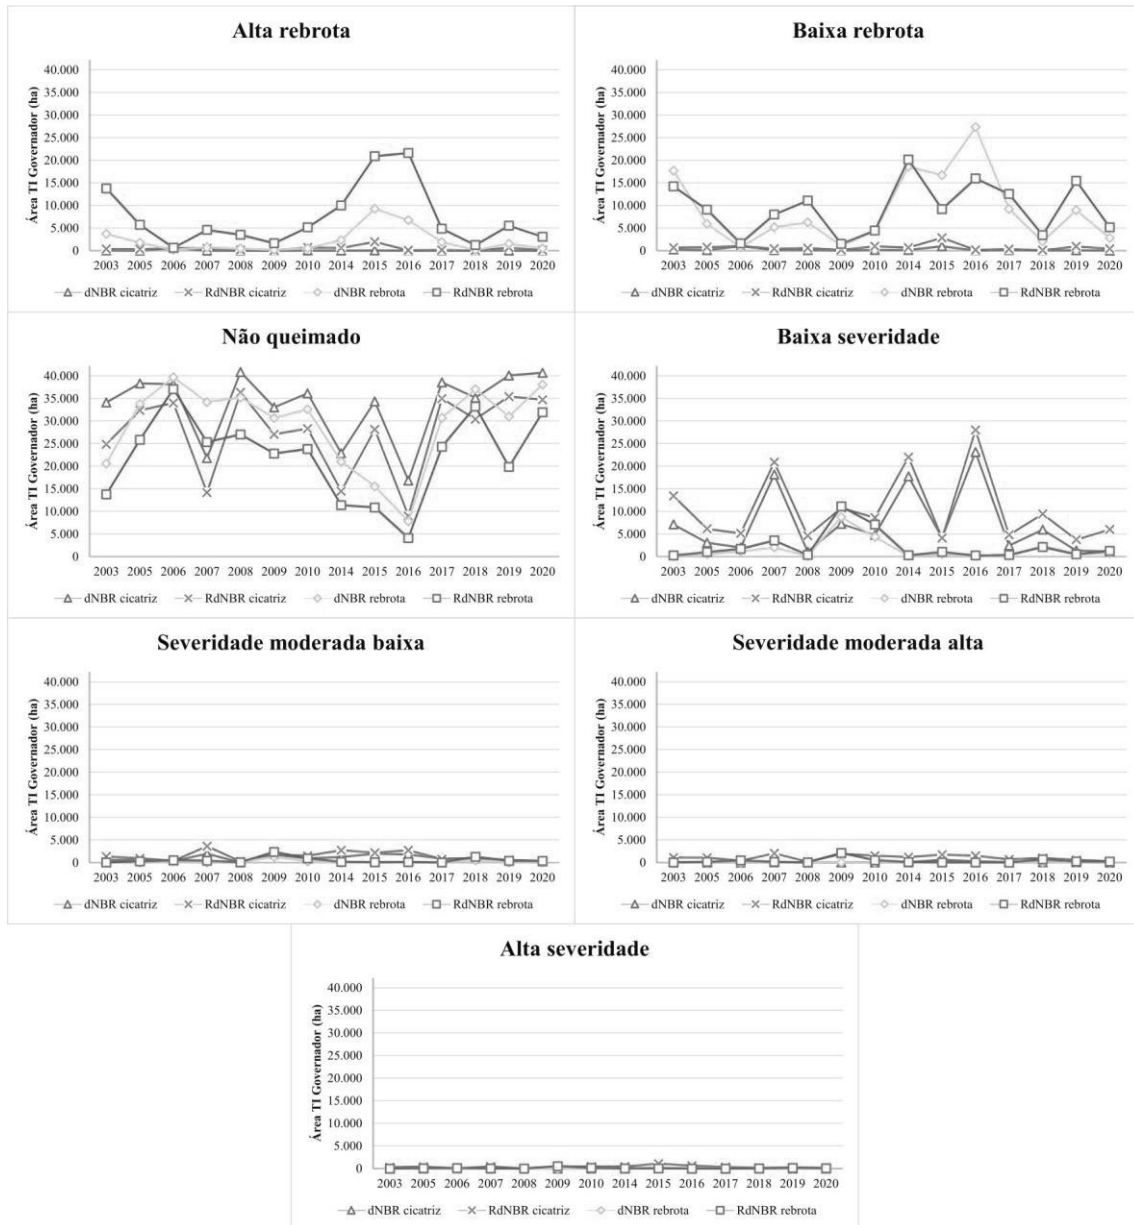 Alta rebrota
Área TI Governador (ha)
40.000
35.000
30.000
25.000
20.000
15.000
10.000
5.000
0
2003 2005 2006 2007 2008 2009 2010 2014 2015 2016 2017 2018 2019 2020
dNBR cicatriz RdNBR cicatriz dNBR rebrota RdNBR rebrota
Baixa rebrota
Área TI Governador (ha)
40.000
35.000
30.000
25.000
20.000
15.000
10.000
5.000
0
2003 2005 2006 2007 2008 2009 2010 2014 2015 2016 2017 2018 2019 2020
dNBR cicatriz RdNBR cicatriz dNBR rebrota RdNBR rebrota
Não queimado
Área TI Governador (ha)
40.000
35.000
30.000
25.000
20.000
15.000
10.000
5.000
0
2003 2005 2006 2007 2008 2009 2010 2014 2015 2016 2017 2018 2019 2020
dNBR cicatriz RdNBR cicatriz dNBR rebrota RdNBR rebrota
Baixa severidade
Área TI Governador (ha)
40.000
35.000
30.000
25.000
20.000
15.000
10.000
5.000
0
2003 2005 2006 2007 2008 2009 2010 2014 2015 2016 2017 2018 2019 2020
dNBR cicatriz RdNBR cicatriz dNBR rebrota RdNBR rebrota
Severidade moderada baixa
Área TI Governador (ha)
40.000
35.000
30.000
25.000
20.000
15.000
10.000
5.000
0
2003 2005 2006 2007 2008 2009 2010 2014 2015 2016 2017 2018 2019 2020
dNBR cicatriz RdNBR cicatriz dNBR rebrota RdNBR rebrota
Severidade moderada alta
Área TI Governador (ha)
40.000
35.000
30.000
25.000
20.000
15.000
10.000
5.000
0
2003 2005 2006 2007 2008 2009 2010 2014 2015 2016 2017 2018 2019 2020
dNBR cicatriz RdNBR cicatriz dNBR rebrota RdNBR rebrota
Alta severidade
Área TI Governador (ha)
40.000
35.000
30.000
25.000
20.000
15.000
10.000
5.000
0
2003 2005 2006 2007 2008 2009 2010 2014 2015 2016 2017 2018 2019 2020
dNBR cicatriz RdNBR cicatriz dNBR rebrota RdNBR rebrota